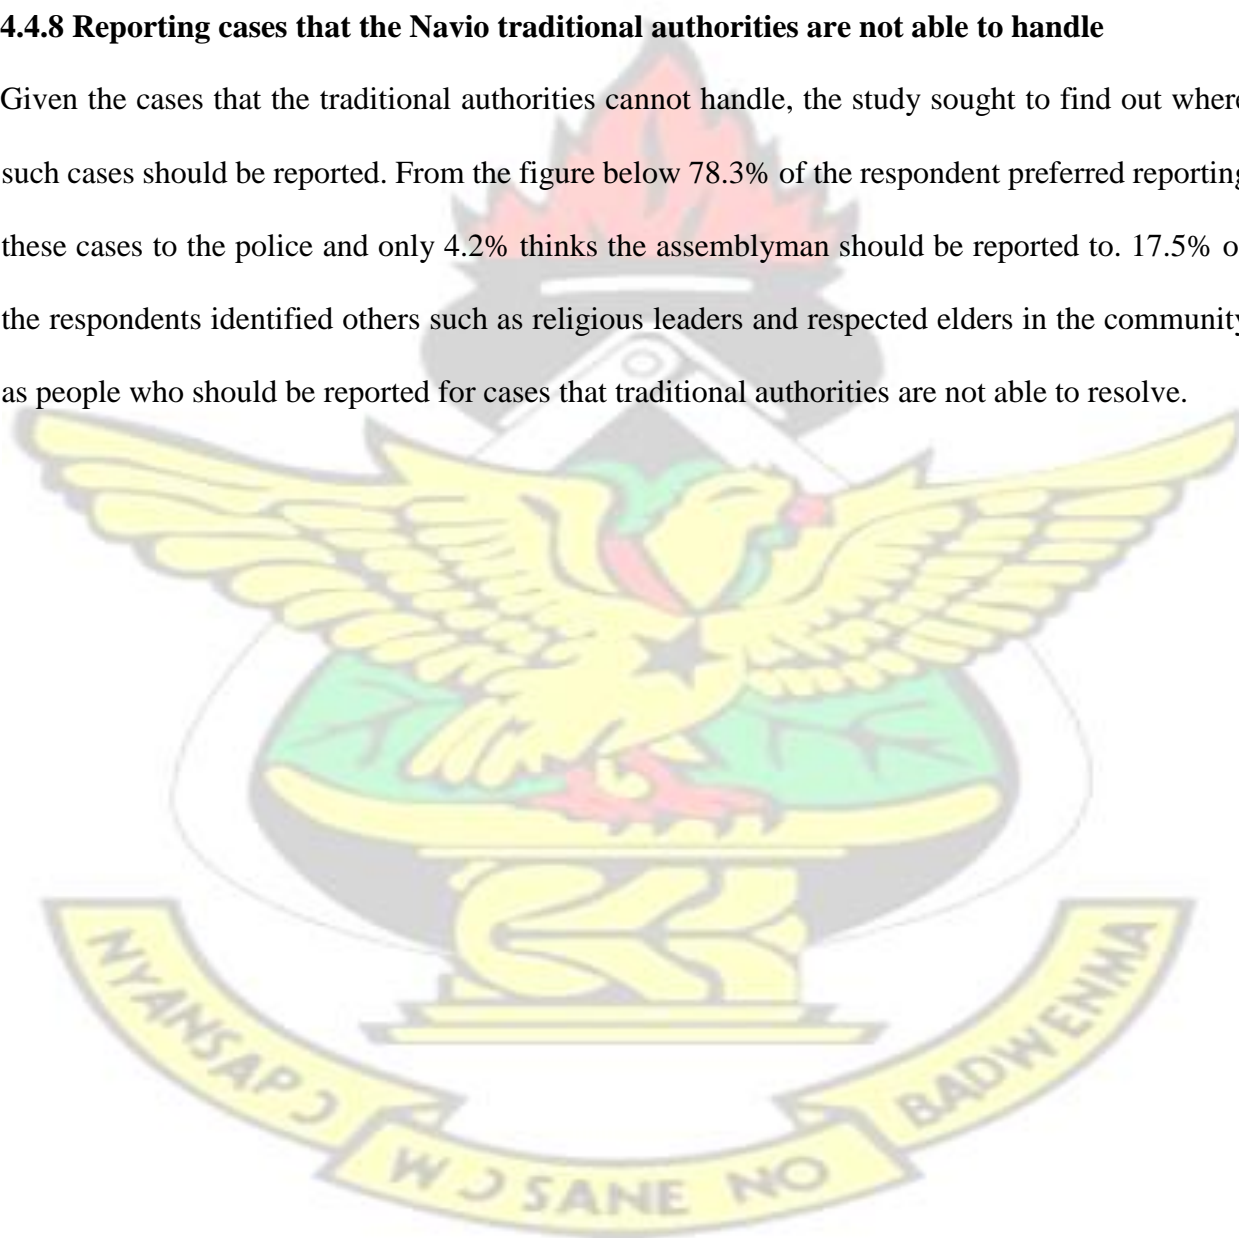 4.4.8 Reporting cases that the Navio traditional authorities are not able to handle
Given the cases that the traditional authorities cannot handle, the study sought to find out where
such cases should be reported. From the figure below 78.3% of the respondent preferred reporting
these cases to the police and only 4.2% thinks the assemblyman should be reported to. 17.5% of
the respondents identified others such as religious leaders and respected elders in the community
as people who should be reported for cases that traditional authorities are not able to resolve.
NYANSAPƆ
WƆSANE NO
BADWENMA